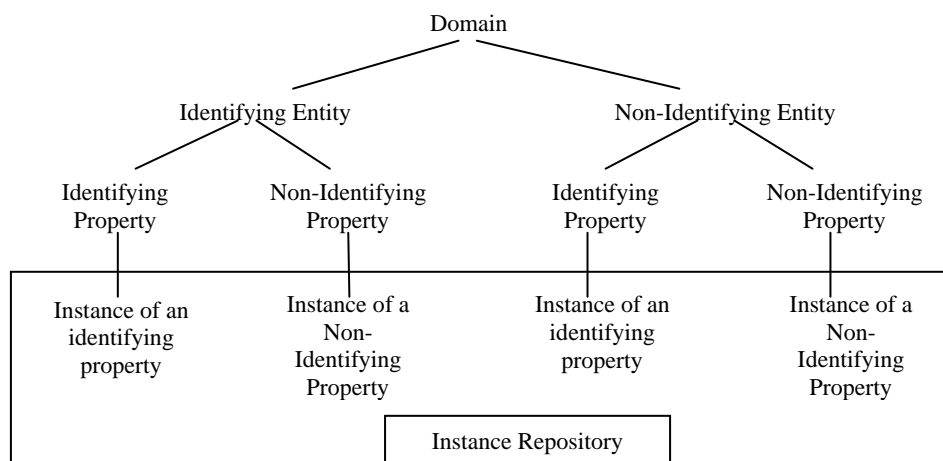 Domain
Identifying Entity
Non-Identifying Entity
Identifying
Property
Non-Identifying
Property
Identifying
Property
Non-Identifying
Property
Instance of an
identifying
property
Instance of a
Non-
Identifying
Property
Instance of an
identifying
property
Instance of a
Non-
Identifying
Property
Instance Repository